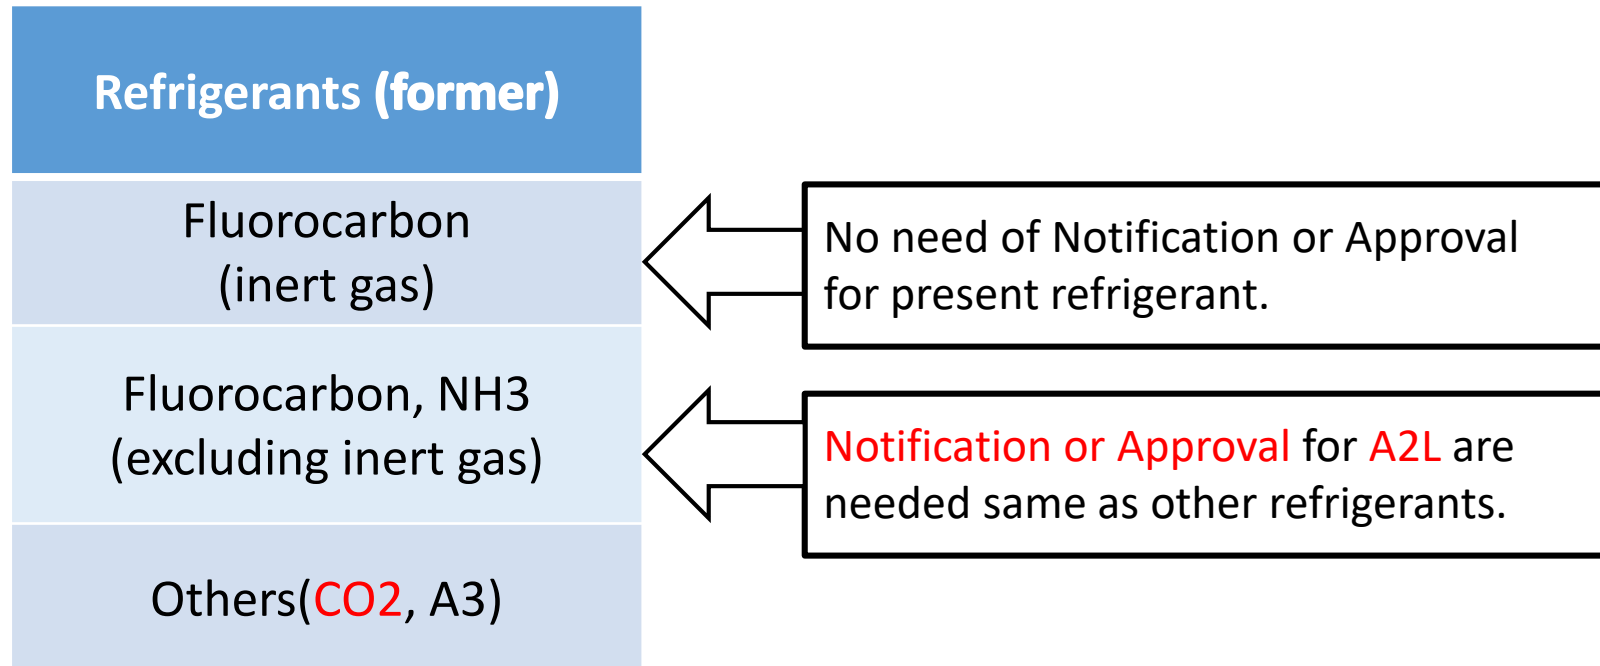 Refrigerants (former)
Fluorocarbon
(inert gas)
No need of Notification or Approval
for present refrigerant.
Fluorocarbon, NH3
(excluding inert gas)
Notification or Approval for A2L are
needed same as other refrigerants.
Others(CO2, A3)